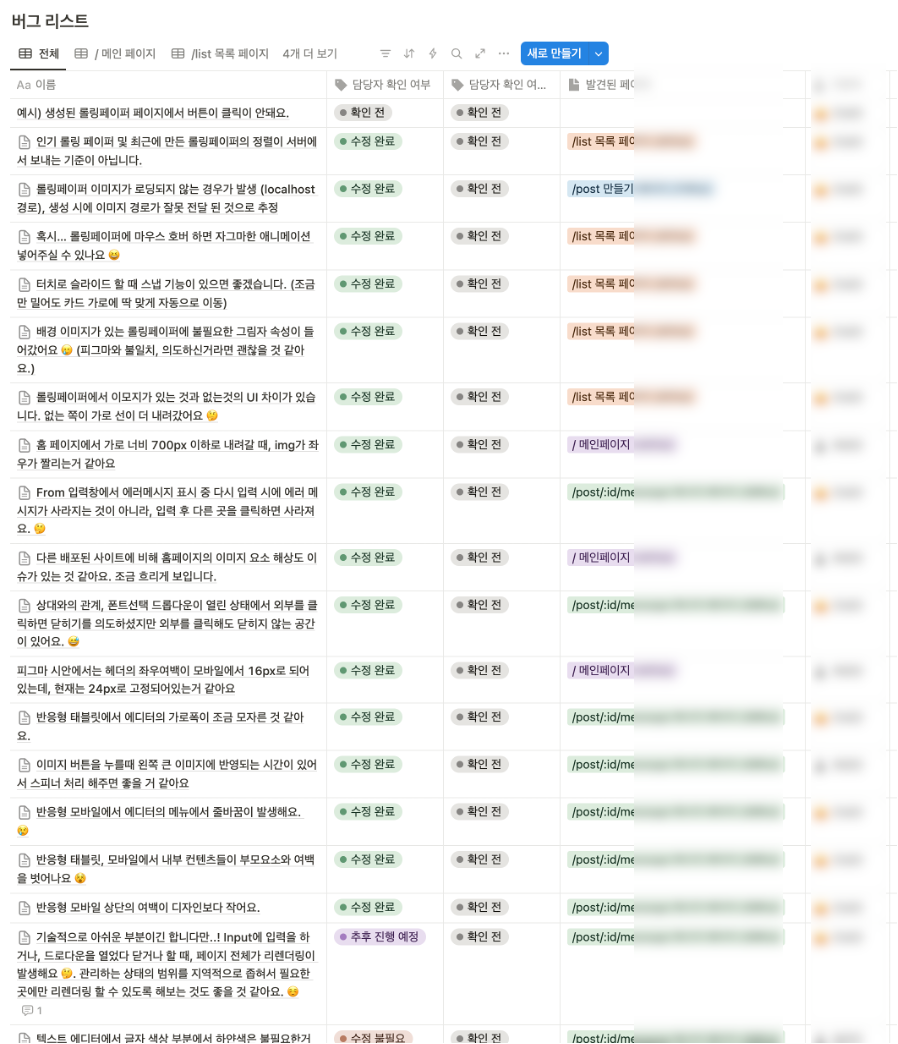 버그 리스트
전체 / 메인 페이지 /list 목록 페이지 4개 더 보기 새로 만들기
Aa 이름 담당자 확인 여부 담당자 확인 여... 발견된
예시) 생성된 롤링페이퍼 페이지에서 버튼이 클릭이 안돼요. 확인 전 확인 전
인기 롤링 페이퍼 및 최근에 만든 롤링페이퍼의 정렬이 서버에 수정 완료 확인 전 /list 목록
서 보내는 기준이 아닙니다.
롤링페이퍼 이미지가 로딩되지 않는 경우가 발생 (localhost 수정 완료 확인 전 /post 만들기
경로), 생성 시에 이미지 경로가 잘못 전달 된 것으로 추정
혹시... 롤링페이퍼에 마우스 호버 하면 자그마한 애니메이션 수정 완료 확인 전 /list 목록
넣어주실 수 있나요 😀
터치로 슬라이드 할 때 스냅 기능이 있으면 좋겠습니다. (조금 수정 완료 확인 전 /list 목록
만 밀어도 카드 가로에 딱 맞게 자동으로 이동)
배경 이미지가 있는 롤링페이퍼에 불필요한 그림자 속성이 들 수정 완료 확인 전 /list 목록
어갔어요 😀 (피그마와 불일치, 의도하신거라면 괜찮을 것 같아
요.)
롤링페이퍼에서 이모지가 있는 것과 없는것의 UI 차이가 있습 수정 완료 확인 전 /list 목록
니다. 없는 쪽이 가로 선이 더 내려갔어요 🤔
홈 페이지에서 가로 너비 700px 이하로 내려갈 때, img가 좌 수정 완료 확인 전 / 메인페이지
우가 짤리는거 같아요
From 입력창에서 에러메시지 표시 중 다시 입력 시에 에러 메 수정 완료 확인 전 /post/:id/me
시지가 사라지는 것이 아니라, 입력 후 다른 곳을 클릭하면 사라져
요. 🤔
다른 배포된 사이트에 비해 홈페이지의 이미지 요소 해상도 이 수정 완료 확인 전 / 메인페이지
슈가 있는 것 같아요. 조금 흐리게 보입니다.
상대와의 관계, 폰트선택 드롭다운이 열린 상태에서 외부를 클 수정 완료 확인 전 /post/:id/me
릭하면 닫히기를 의도하셨지만 외부를 클릭해도 닫히지 않는 공간
이 있어요. 😅
피그마 시안에서는 헤더의 좌우여백이 모바일에서 16px로 되어 수정 완료 확인 전 / 메인페이지
있는데, 현재는 24px로 고정되어있는거 같아요
반응형 태블릿에서 에디터의 가로폭이 조금 모자른 것 같아 수정 완료 확인 전 /post/:id/me
요.
이미지 버튼을 누를때 왼쪽 큰 이미지에 반영되는 시간이 있어 수정 완료 확인 전 /post/:id/me
서 스피너 처리 해주면 좋을 거 같아요
반응형 모바일에서 에디터의 메뉴에서 줄바꿈이 발생해요. 수정 완료 확인 전 /post/:id/me
😢
반응형 태블릿, 모바일에서 내부 컨텐츠들이 부모요소와 여백 수정 완료 확인 전 /post/:id/me
을 벗어나요 😵
반응형 모바일 상단의 여백이 디자인보다 작어요. 수정 완료 확인 전 /post/:id/me
기술적으로 아쉬운 부분이긴 합니다만..! Input에 입력을 하 추후 진행 예정 확인 전 /post/:id/me
거나, 드로다운을 열었다 닫거나 할 때, 페이지 전체가 리렌더링이
발생해요 🤔. 관리하는 상태의 범위를 지역적으로 좁혀서 필요한
곳에만 리렌더링 할 수 있도록 해보는 것도 좋을 것 같아요. ☺️
1
텍스트 에디터에서 글자 색상 부분에서 하얀색은 불필요한거 수정 불필요 확인 전 /post/:id/me